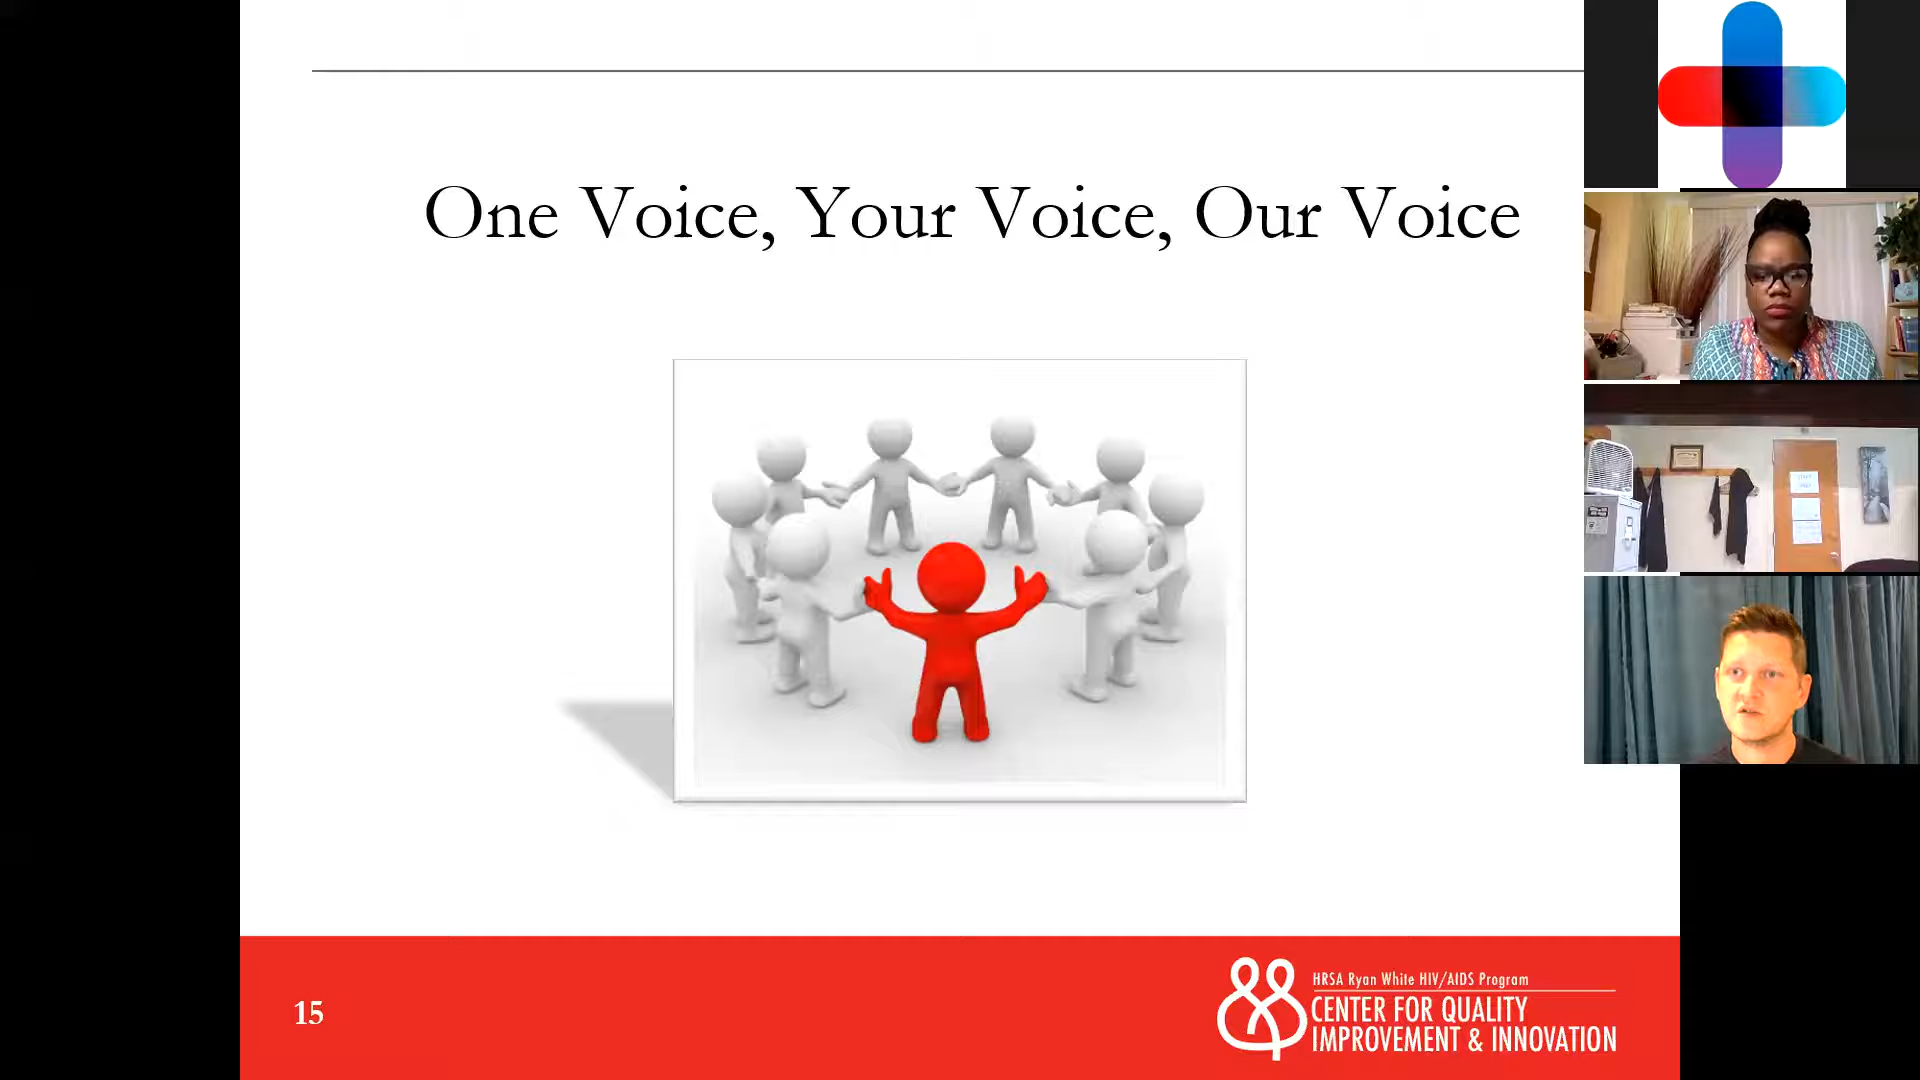 One Voice, Your Voice, Our Voice
15
HRSA Ryan White HIV/AIDS Program
CENTER FOR QUALITY
IMPROVEMENT & INNOVATION